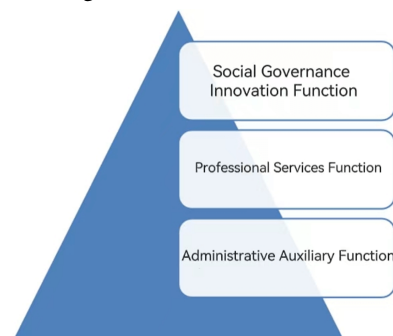 Social Governance
Innovation Function
Professional Services Function
Administrative Auxiliary Function